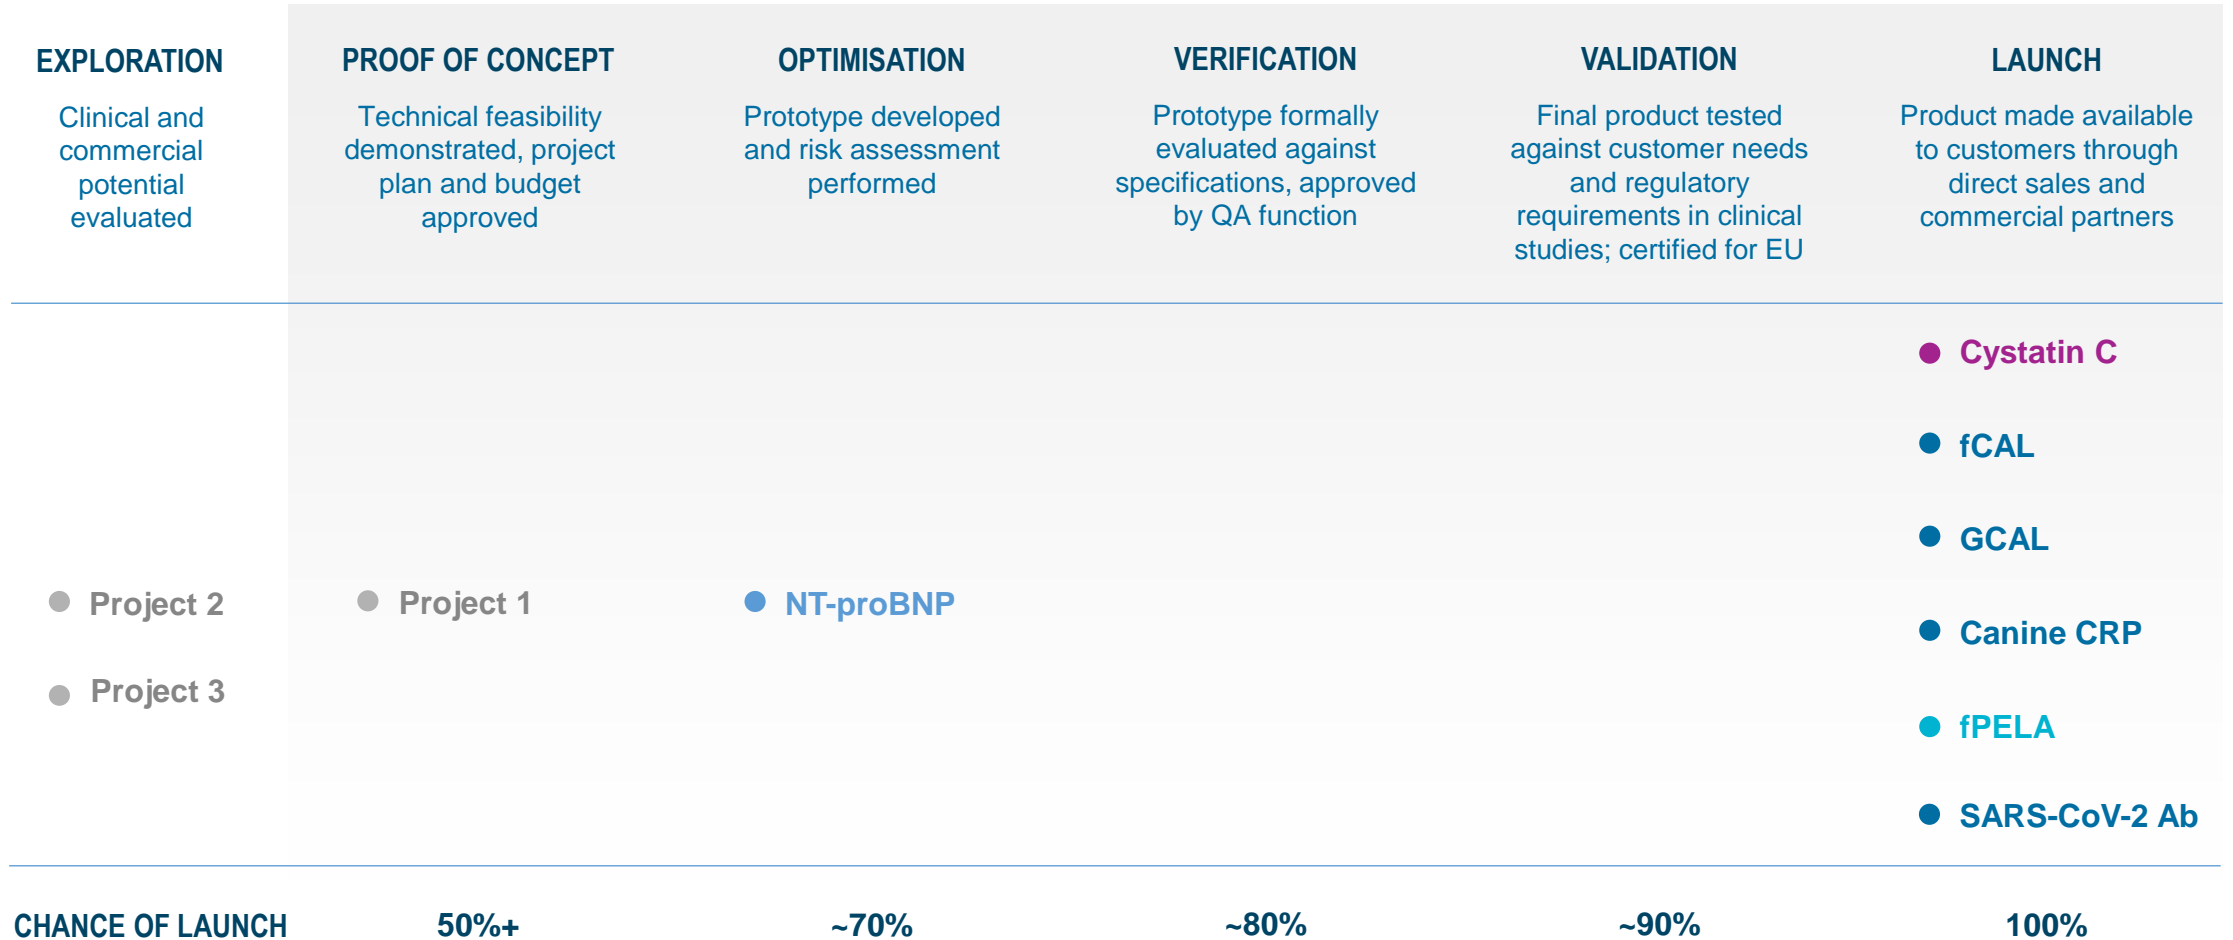 EXPLORATION
Clinical and
commercial
potential
evaluated
PROOF OF CONCEPT
Technical feasibility
demonstrated, project
plan and budget
approved
OPTIMISATION
Prototype developed
and risk assessment
performed
VERIFICATION
Prototype formally
evaluated against
specifications, approved
by QA function
VALIDATION
Final product tested
against customer needs
and regulatory
requirements in clinical
studies; certified for EU
LAUNCH
Product made available
to customers through
direct sales and
commercial partners
Project 2
Project 3
Project 1
NT-proBNP
Cystatin C
fCAL
GCAL
Canine CRP
fPELA
SARS-CoV-2 Ab
CHANCE OF LAUNCH
50%+
~70%
~80%
~90%
100%